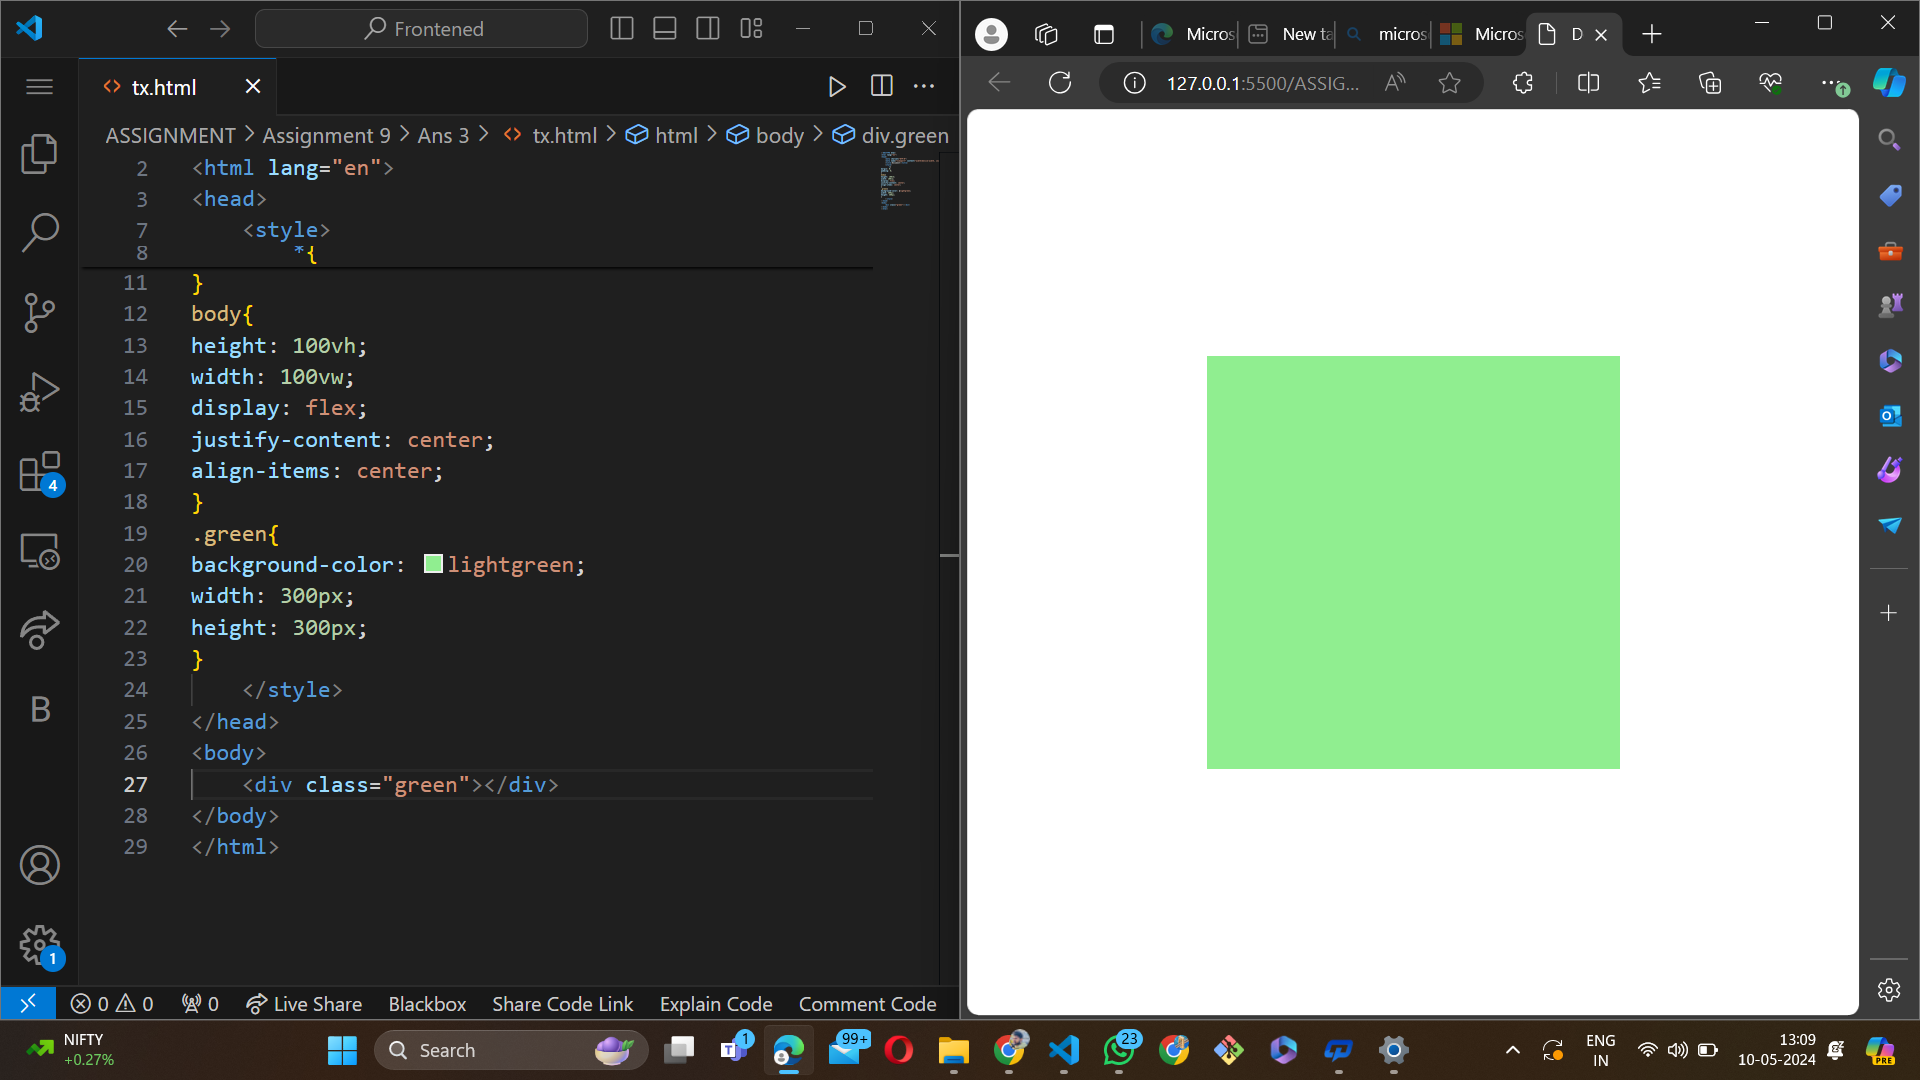 Frontened
tx.html
ASSIGNMENT > Assignment 9 > Ans 3 > tx.html > html > body > div.green
2 <html lang="en">
3 <head>
7 <style>
8 *{
11 }
12 body{
13 height: 100vh;
14 width: 100vw;
15 display: flex;
16 justify-content: center;
17 align-items: center;
18 }
19 .green{
20 background-color: lightgreen;
21 width: 300px;
22 height: 300px;
23 }
24 </style>
25 </head>
26 <body>
27 <div class="green"></div>
28 </body>
29 </html>
4
B
1
0 0 0 Live Share Blackbox Share Code Link Explain Code Comment Code
Micros New ta micros Micros D
127.0.0.1:5500/ASSIG...
NIFTY
+0.27%
Search
1
99+
23
ENG
IN
13:09
10-05-2024
PRE